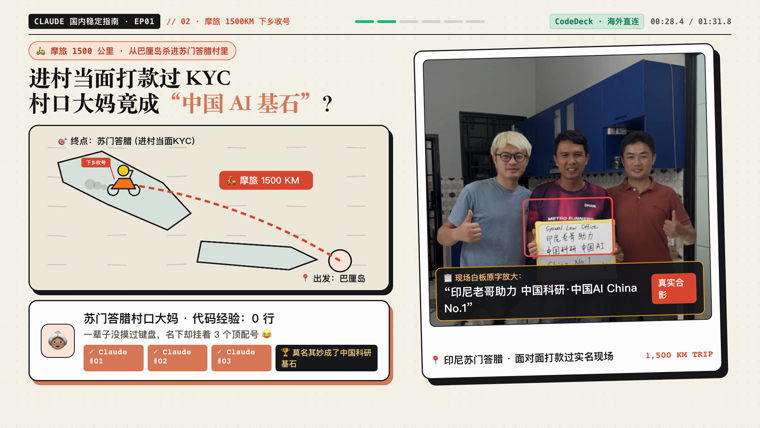 CLAUDE 国内稳定指南 · EP01
// 02 · 摩旅 1500KM 下乡收号
CodeDeck · 海外直连
00:28.4 / 01:31.8
🛵 摩旅 1500 公里 · 从巴厘岛杀进苏门答腊村里
进村当面打款过 KYC
村口大妈竟成“中国 AI 基石”?
🎯 终点: 苏门答腊 (进村当面KYC)
下乡收号
🛵 摩旅 1500 KM
📍 出发: 巴厘岛
苏门答腊村口大妈 · 代码经验: 0 行
一辈子没摸过键盘,名下却挂着 3 个顶配号 😂
✓ Claude #01
✓ Claude #02
✓ Claude #03
🏆 莫名其妙成了中国科研基石
METRO RUNNERS
Law Office
印尼老哥助力
中国科研 中国AI
China No.1
📋 现场白板原字放大:
“印尼老哥助力 中国科研·中国AI China
No.1”
真实合影
📍 印尼苏门答腊 · 面对面打款过实名现场
1,500 KM TRIP